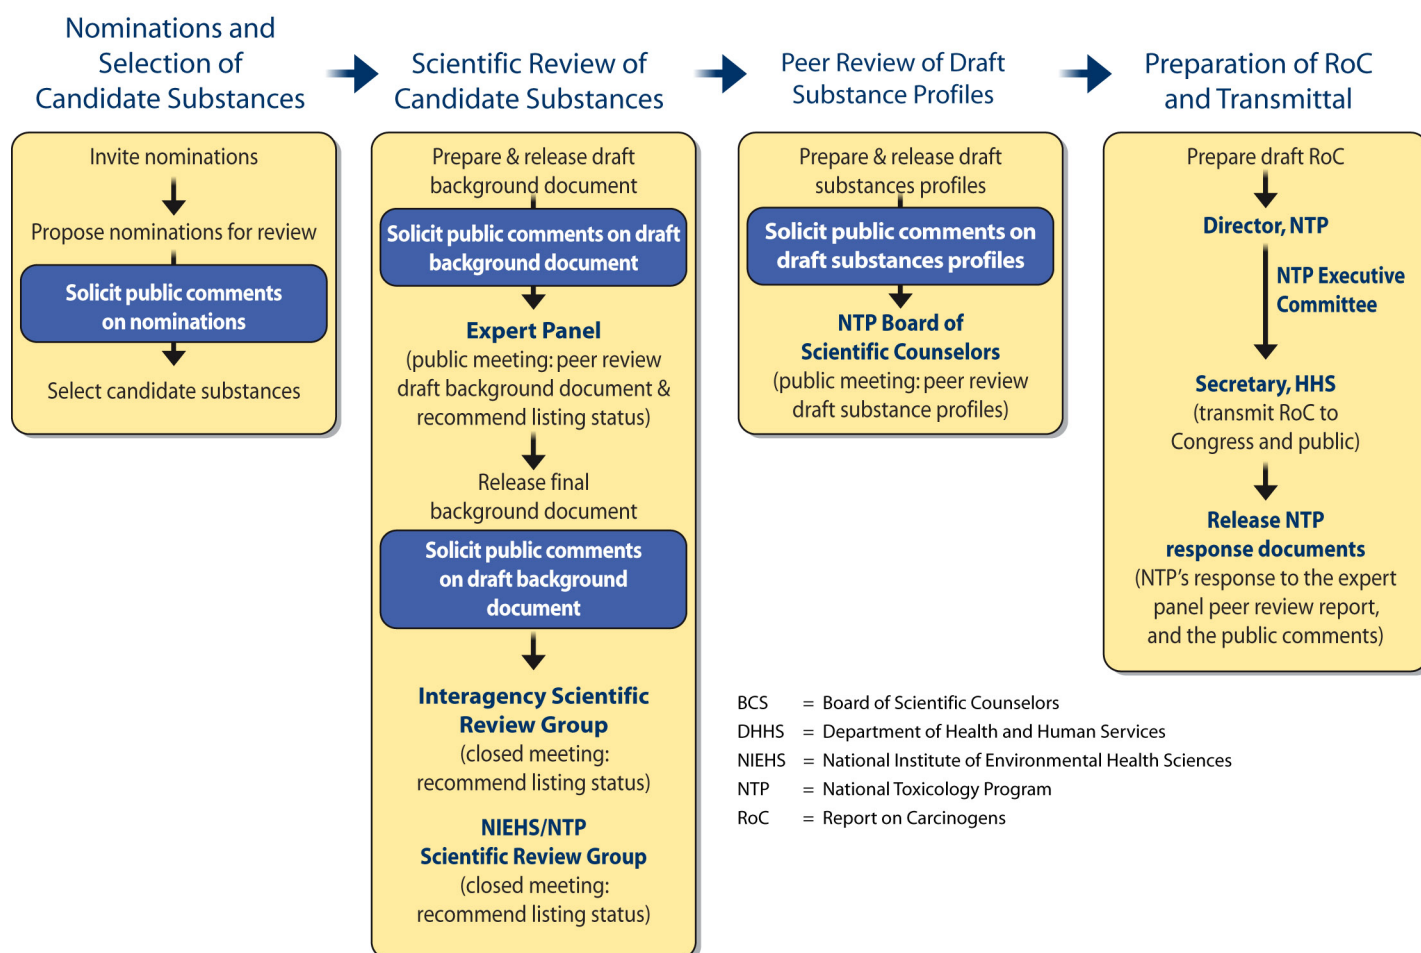 Nominations and
Selection of
Candidate Substances
Invite nominations
Propose nominations for review
Solicit public comments
on nominations
Select candidate substances
Scientific Review of
Candidate Substances
Prepare & release draft
background document
Solicit public comments on draft
background document
Expert Panel
(public meeting: peer review
draft background document &
recommend listing status)
Release final
background document
Solicit public comments
on draft background
document
Interagency Scientific
Review Group
(closed meeting:
recommend listing status)
NIEHS/NTP
Scientific Review Group
(closed meeting:
recommend listing status)
Peer Review of Draft
Substance Profiles
Prepare & release draft
substances profiles
Solicit public comments on
draft substances profiles
NTP Board of
Scientific Counselors
(public meeting: peer review
draft substance profiles)
Preparation of RoC
and Transmittal
Prepare draft RoC
Director, NTP
NTP Executive
Committee
Secretary, HHS
(transmit RoC to
Congress and public)
Release NTP
response documents
(NTP's response to the expert
panel peer review report,
and the public comments)
BCS = Board of Scientific Counselors
DHHS = Department of Health and Human Services
NIEHS = National Institute of Environmental Health Sciences
NTP = National Toxicology Program
RoC = Report on Carcinogens